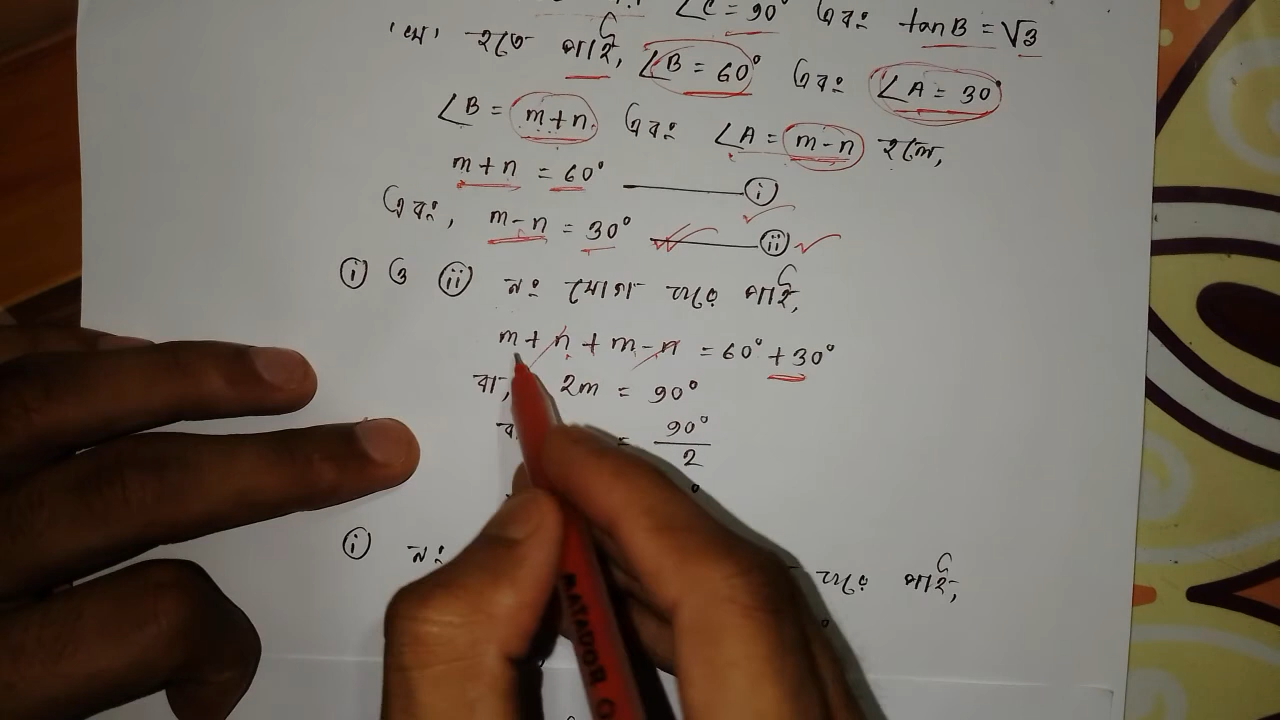 ∠C = 90° এবং tanB = √3
হতে পাই, ∠B = 60° এবং ∠A = 30°
∠B = m+n এবং ∠A = m-n হলে,
m+n = 60° ——— (i)
এবং, m-n = 30° ——— (ii)
(i) ও (ii) নং যোগ করে পাই,
m + n + m - n = 60° + 30°
বা, 2m = 90°
= 90°/2
(i) নং করে পাই,
MATADOR